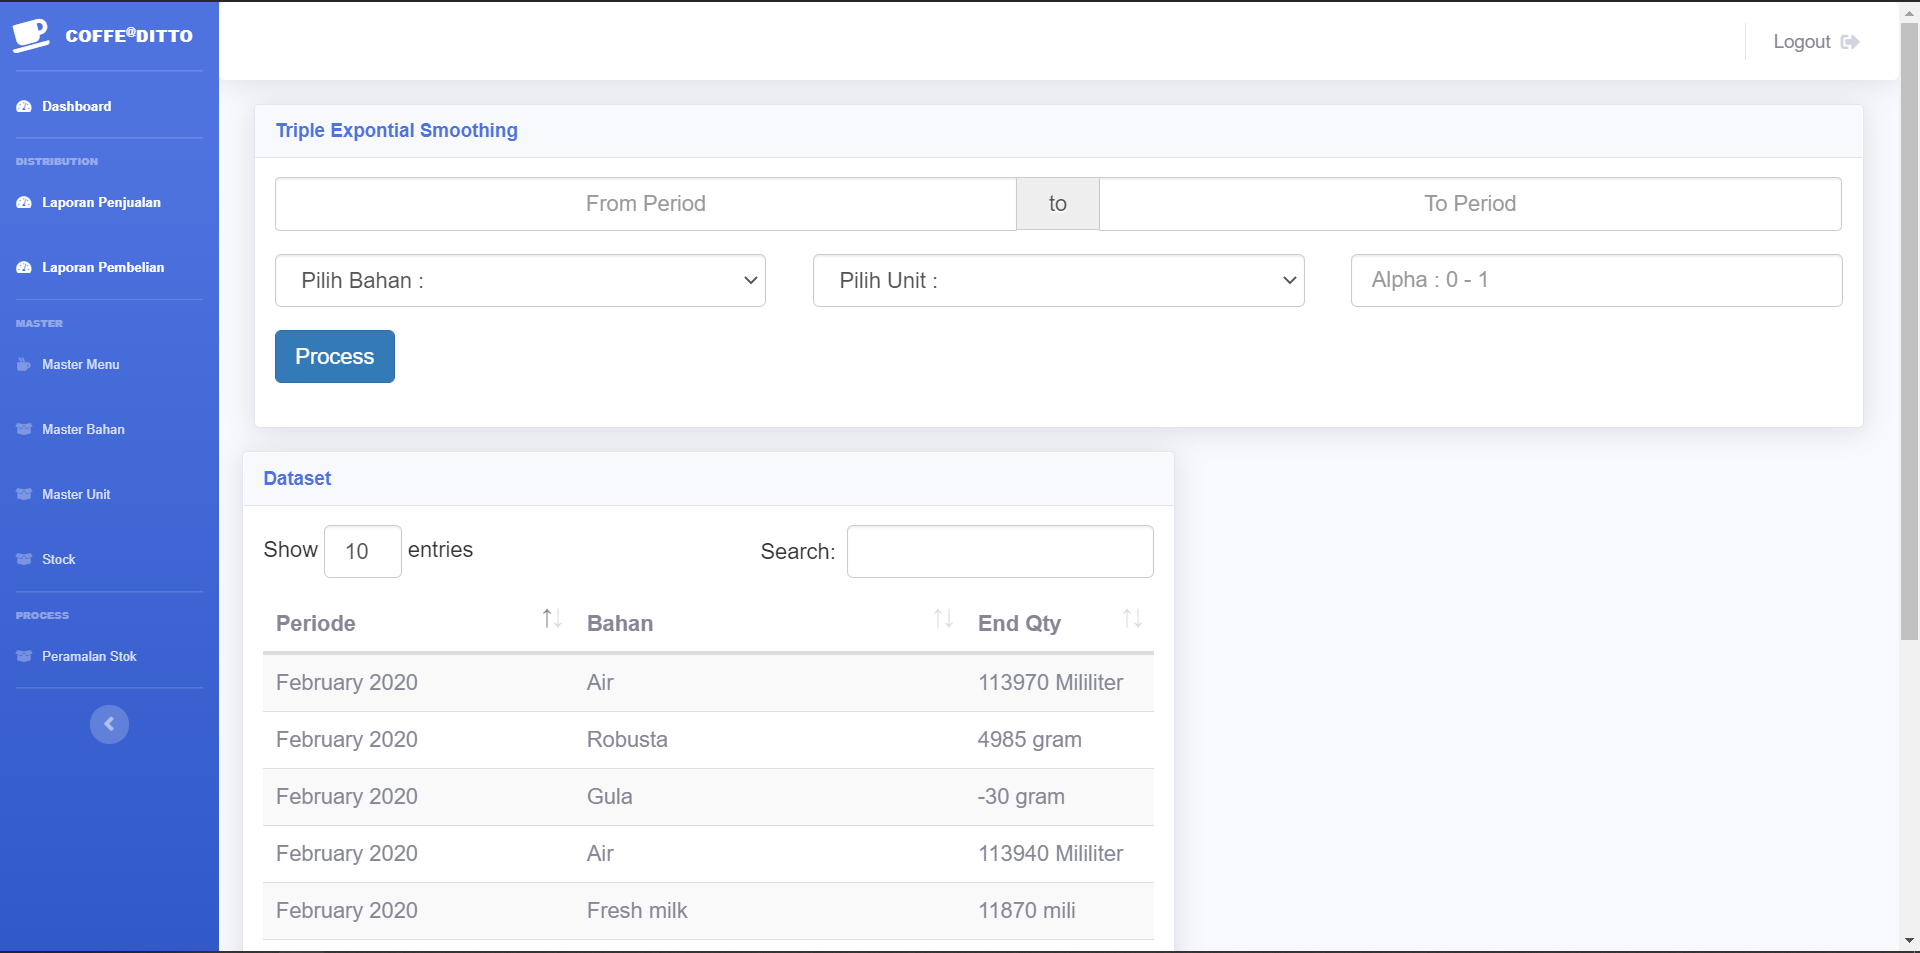 COFFE@DITTO
Logout
Dashboard
DISTRIBUTION
Laporan Penjualan
Laporan Pembelian
MASTER
Master Menu
Master Bahan
Master Unit
Stock
PROCESS
Peramalan Stok
Triple Expontial Smoothing
From Period to To Period
Pilih Bahan : Pilih Unit : Alpha : 0 - 1
Process
Dataset
Show 10 entries Search:
Periode Bahan End Qty
February 2020 Air 113970 Mililiter
February 2020 Robusta 4985 gram
February 2020 Gula -30 gram
February 2020 Air 113940 Mililiter
February 2020 Fresh milk 11870 mili